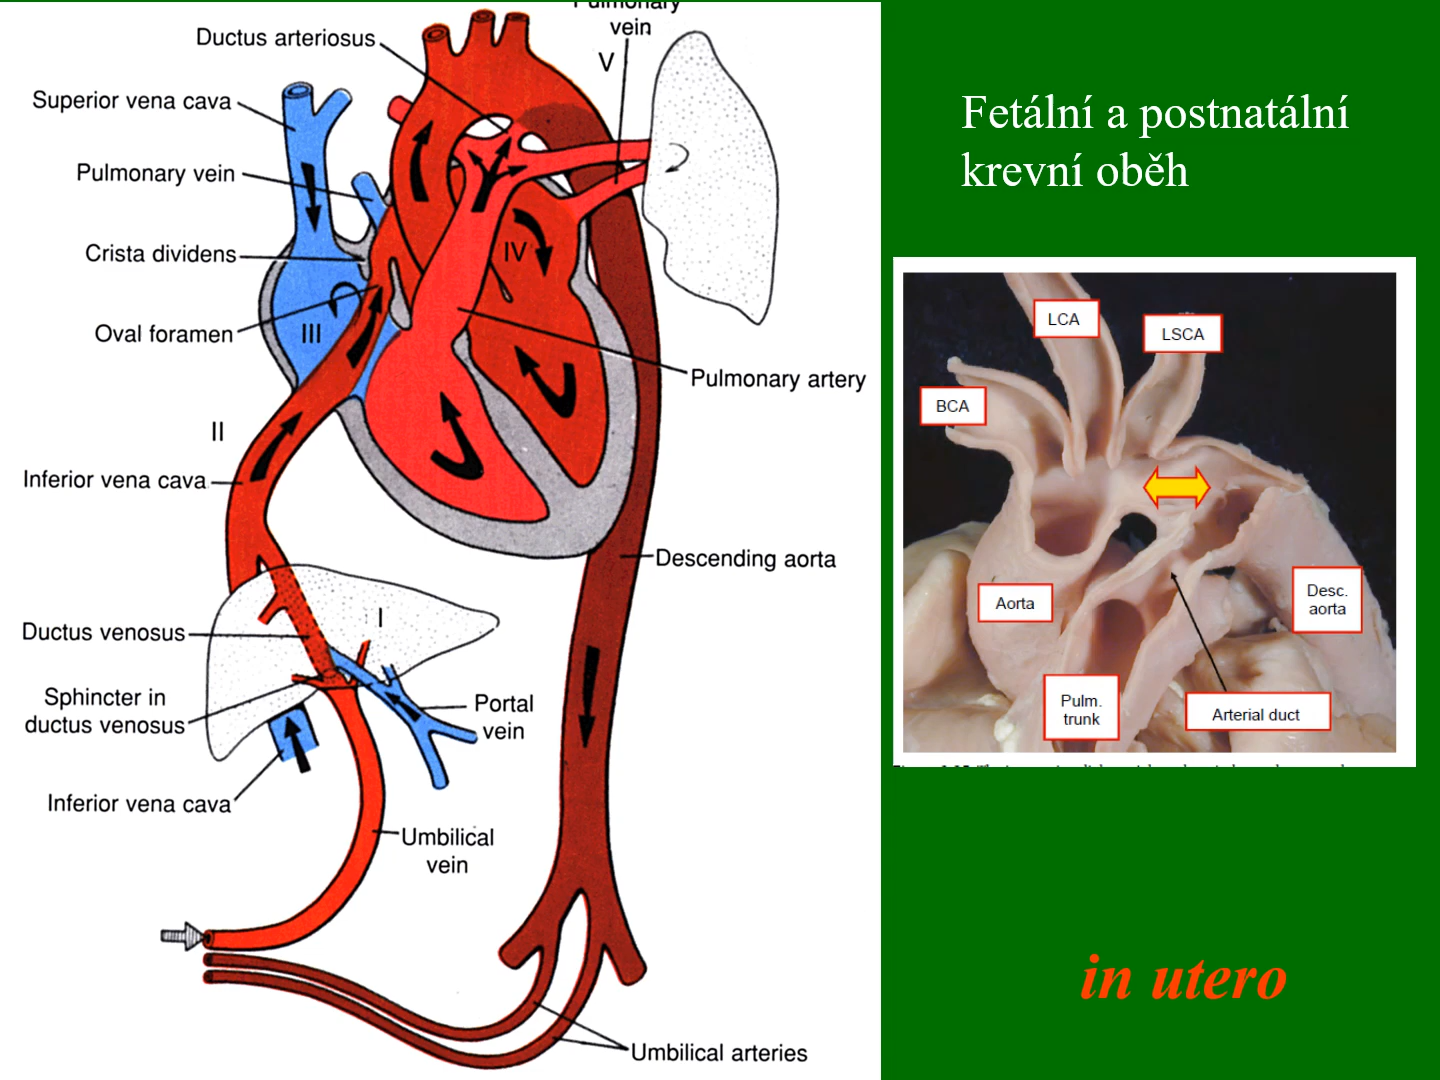 Pulmonary
vein
Ductus arteriosus
V
Superior vena cava
Pulmonary vein
Crista dividens
IV
Oval foramen
III
Pulmonary artery
II
Inferior vena cava
Descending aorta
I
Ductus venosus
Sphincter in
ductus venosus
Portal
vein
Inferior vena cava
Umbilical
vein
Umbilical arteries
Fetální a postnatální
krevní oběh
LCA
LSCA
BCA
Aorta
Desc.
aorta
Pulm.
trunk
Arterial duct
in utero